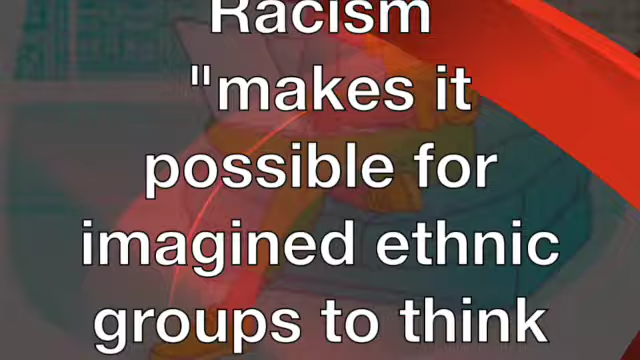 Racism
"makes it
possible for
imagined ethnic
groups to think